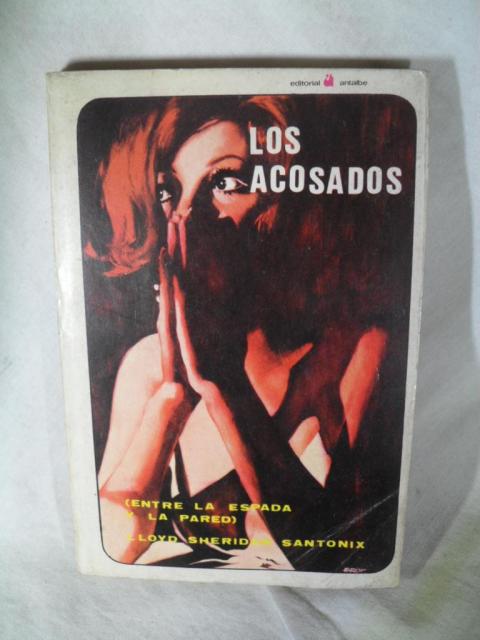 editorial antalbe
LOS
ACOSADOS
(ENTRE LA ESPADA
Y LA PARED)
LLOYD SHERIDAN SANTONIX